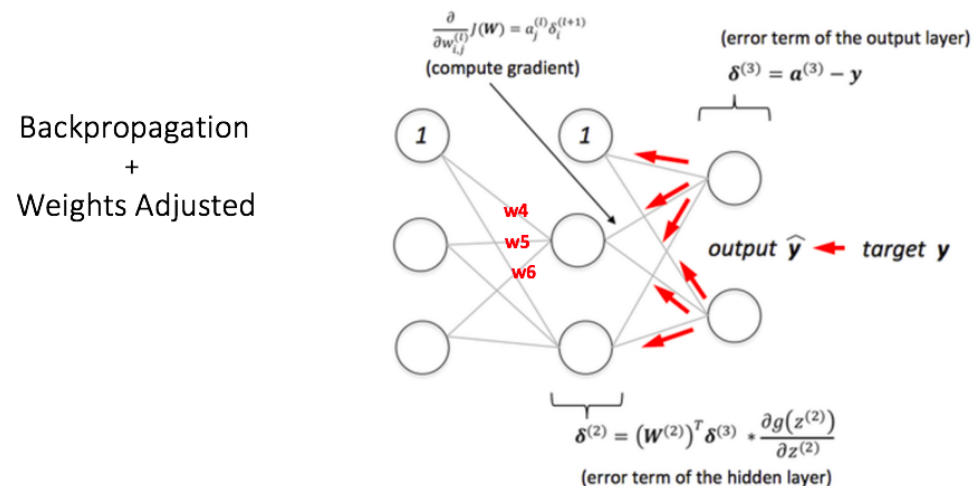 Backpropagation
+
Weights Adjusted
∂/∂w_{i,j}^{(l)} J(W) = a_j^{(l)} δ_i^{(l+1)}
(compute gradient)
(error term of the output layer)
δ^{(3)} = a^{(3)} − y
1
1
w4
w5
w6
output ŷ
target y
δ^{(2)} = (W^{(2)})^T δ^{(3)} * ∂g(z^{(2)})/∂z^{(2)}
(error term of the hidden layer)